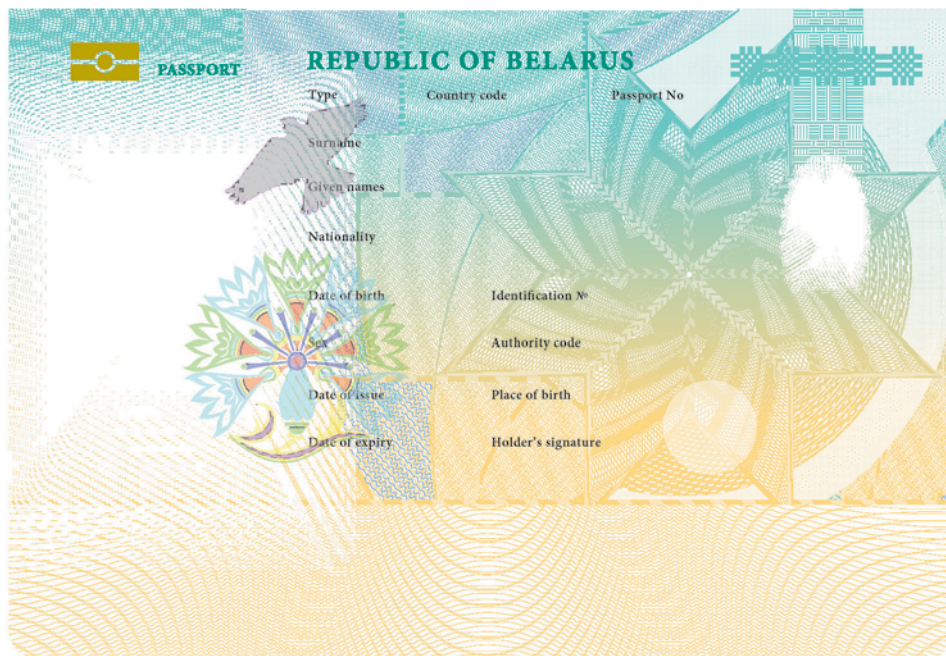 PASSPORT
REPUBLIC OF BELARUS
Type Country code Passport No
Surname
Given names
Nationality
Date of birth Identification №
Sex Authority code
Date of issue Place of birth
Date of expiry Holder's signature